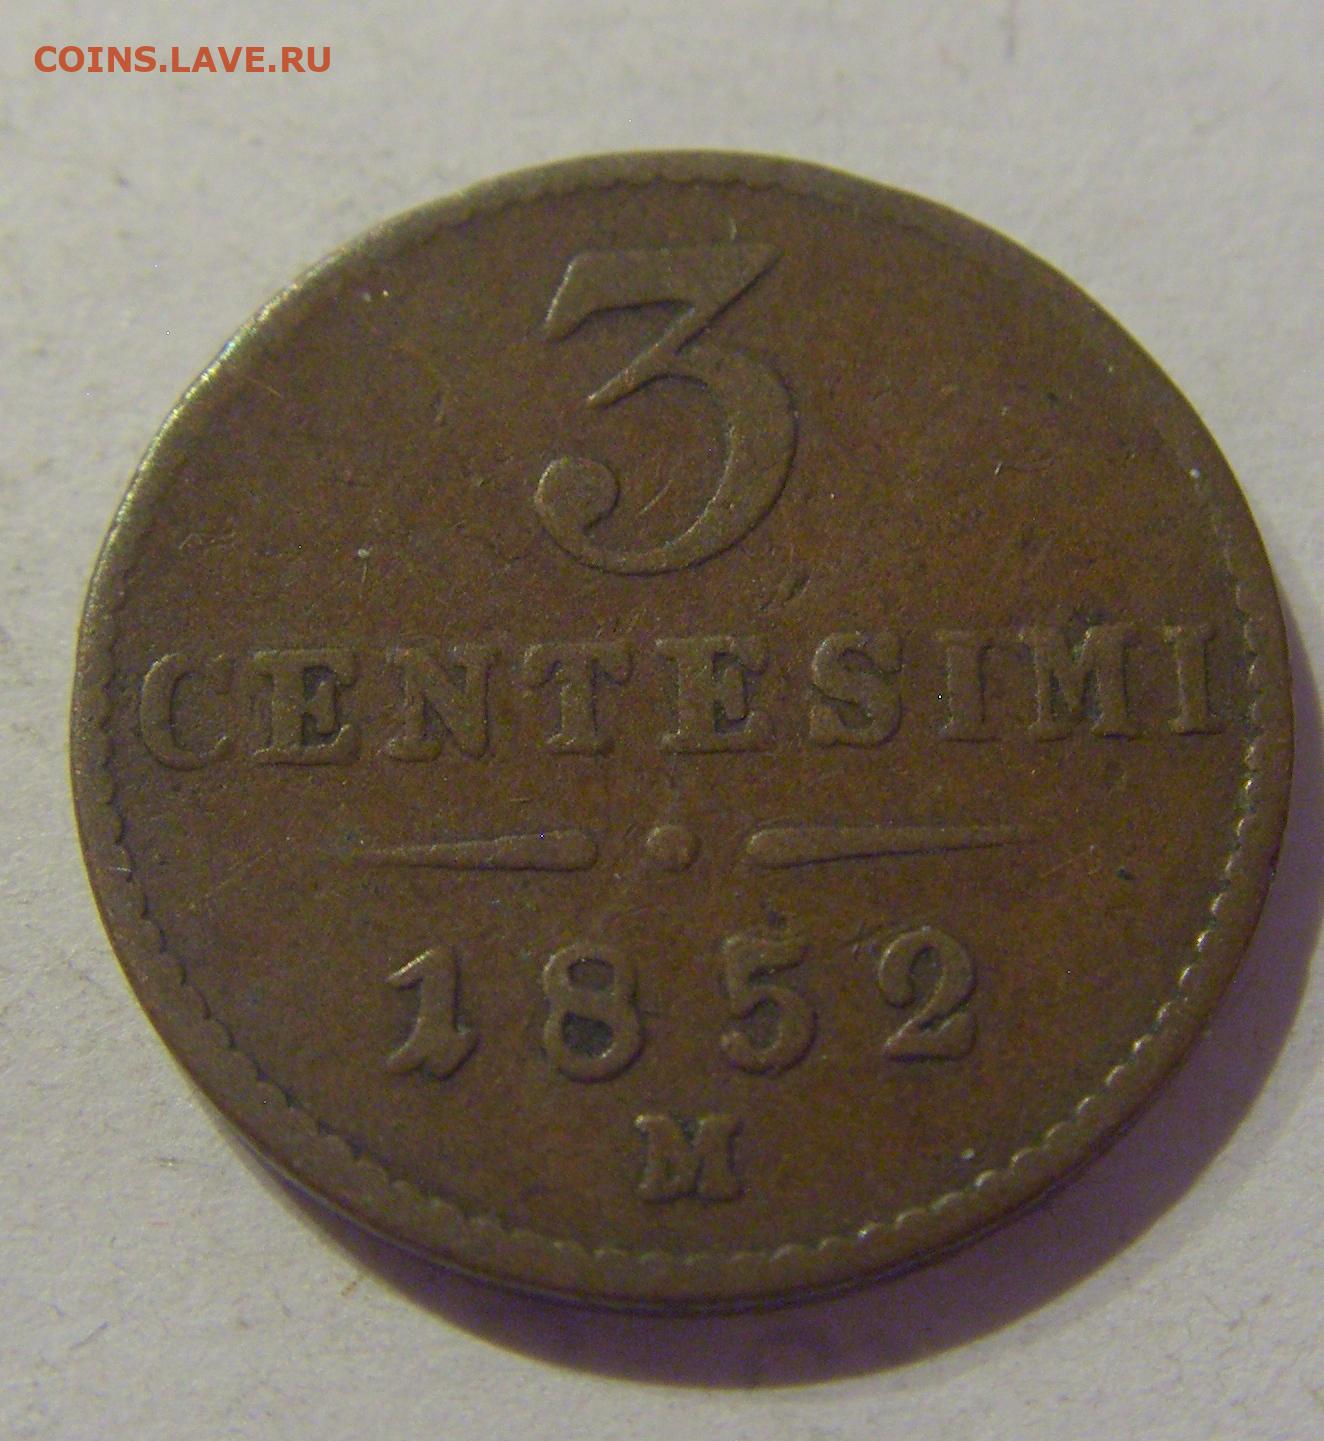 COINS.LAVE.RU
3
CENTESIMI
1852
M